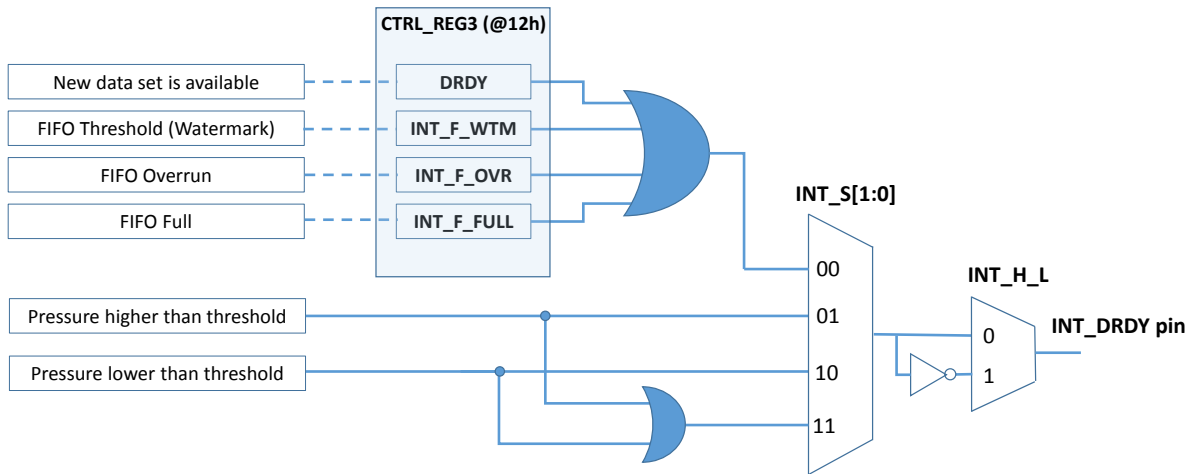 CTRL_REG3 (@12h)
New data set is available
DRDY
FIFO Threshold (Watermark)
INT_F_WTM
FIFO Overrun
INT_F_OVR
FIFO Full
INT_F_FULL
INT_S[1:0]
00
INT_H_L
Pressure higher than threshold
01
INT_DRDY pin
0
Pressure lower than threshold
10
1
11